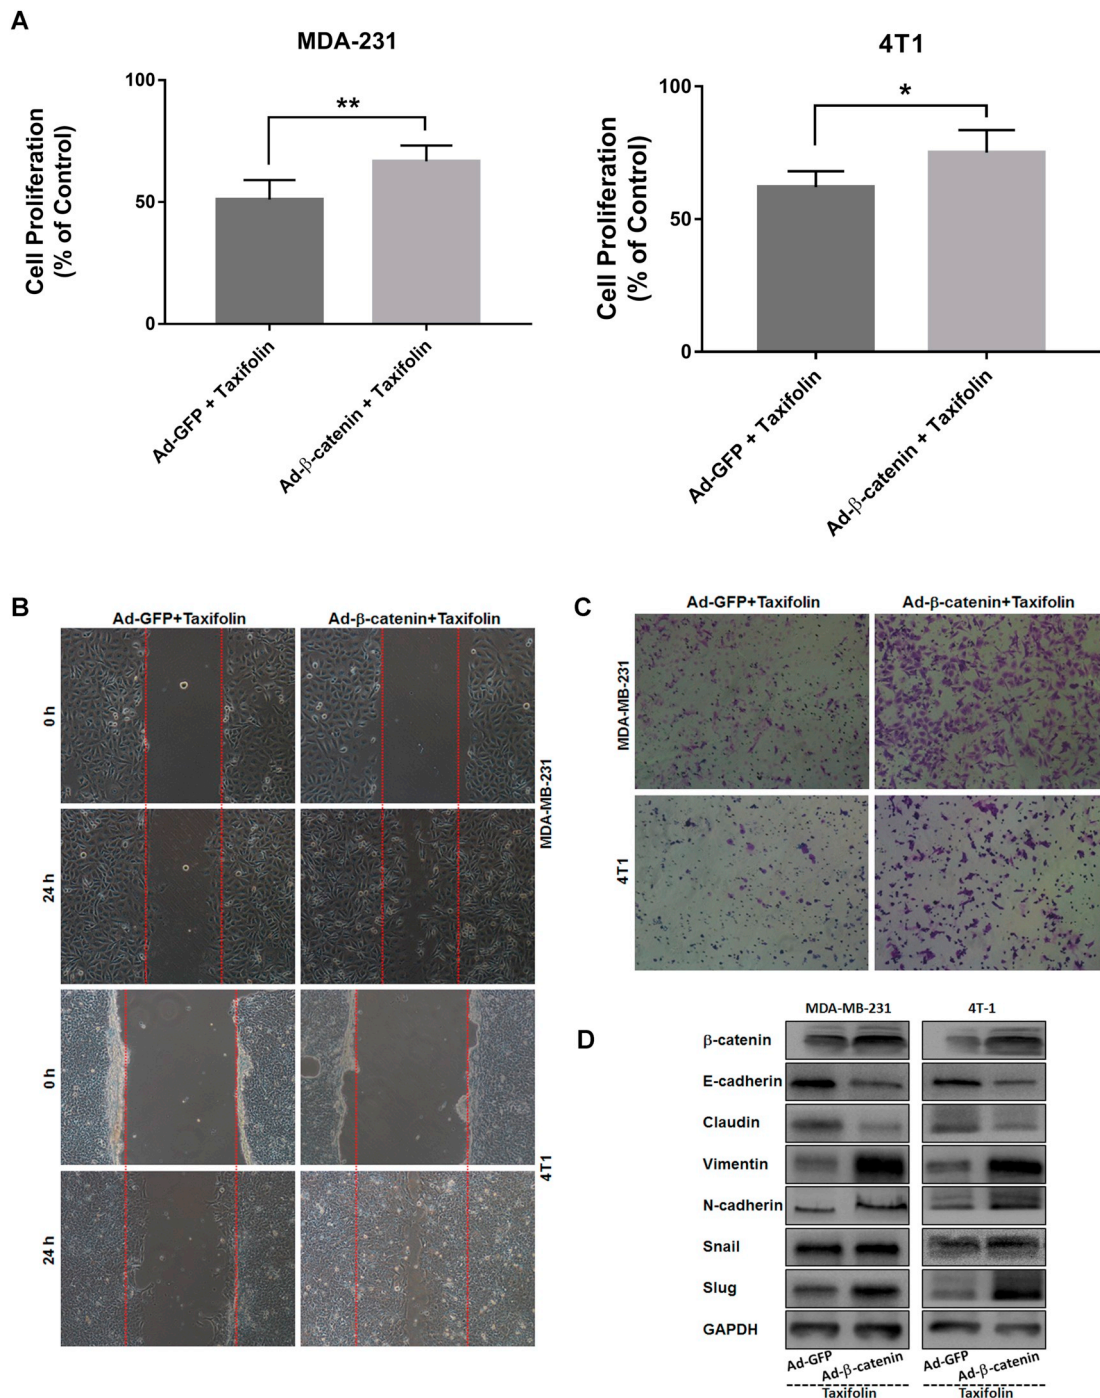 A
MDA-231
Cell Proliferation
(% of Control)
100
50
0
**
Ad-GFP + Taxifolin
Ad-β-catenin + Taxifolin
4T1
Cell Proliferation
(% of Control)
100
50
0
*
Ad-GFP + Taxifolin
Ad-β-catenin + Taxifolin
B
Ad-GFP+Taxifolin Ad-β-catenin+Taxifolin
0 h
24 h
MDA-MB-231
0 h
24 h
4T1
C
Ad-GFP+Taxifolin Ad-β-catenin+Taxifolin
MDA-MB-231
4T1
D
MDA-MB-231 4T-1
β-catenin
E-cadherin
Claudin
Vimentin
N-cadherin
Snail
Slug
GAPDH
Ad-GFP Ad-β-catenin Ad-GFP Ad-β-catenin
Taxifolin Taxifolin